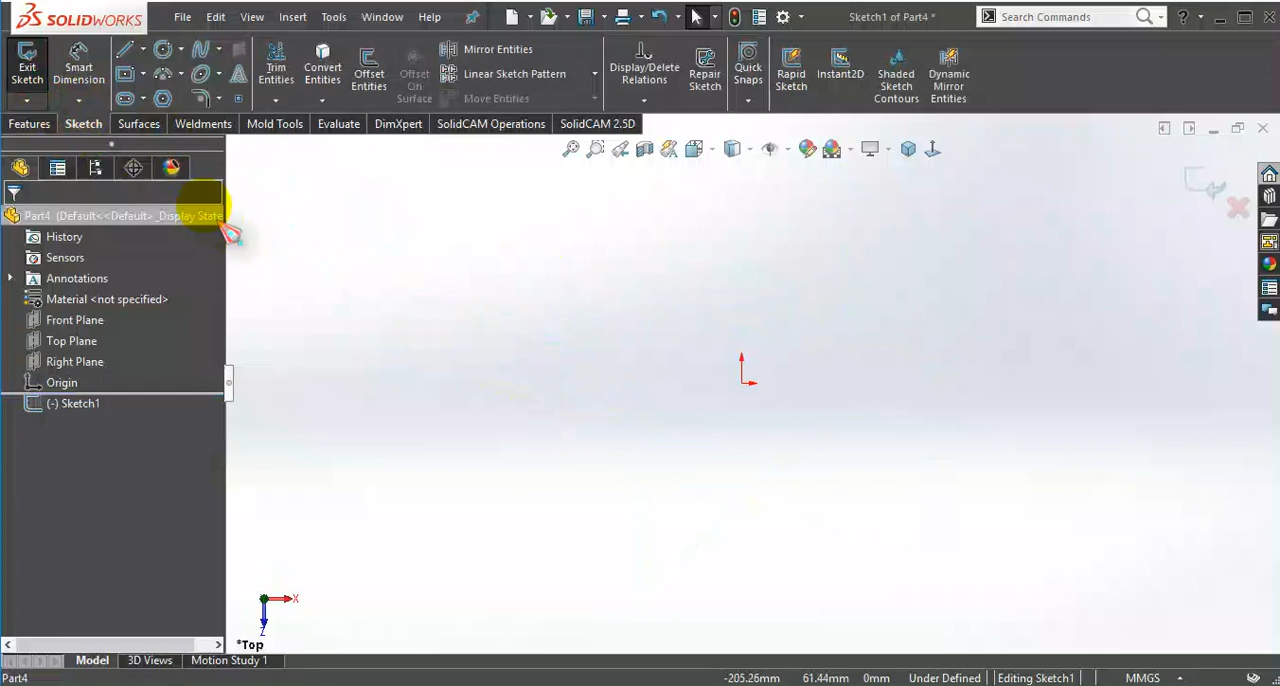 SOLIDWORKS File Edit View Insert Tools Window Help Sketch1 of Part4 * Search Commands ?
Exit Sketch
Smart Dimension
Trim Entities
Convert Entities
Offset Entities
Offset On Surface
Mirror Entities
Linear Sketch Pattern
Move Entities
Display/Delete Relations
Repair Sketch
Quick Snaps
Rapid Sketch
Instant2D
Shaded Sketch Contours
Dynamic Mirror Entities
Features Sketch Surfaces Weldments Mold Tools Evaluate DimXpert SolidCAM Operations SolidCAM 2.5D
Part4 (Default<<Default>_Display State
History
Sensors
Annotations
Material <not specified>
Front Plane
Top Plane
Right Plane
Origin
(-) Sketch1
X
Z
*Top
Model 3D Views Motion Study 1
Part4 -205.26mm 61.44mm 0mm Under Defined Editing Sketch1 MMGS